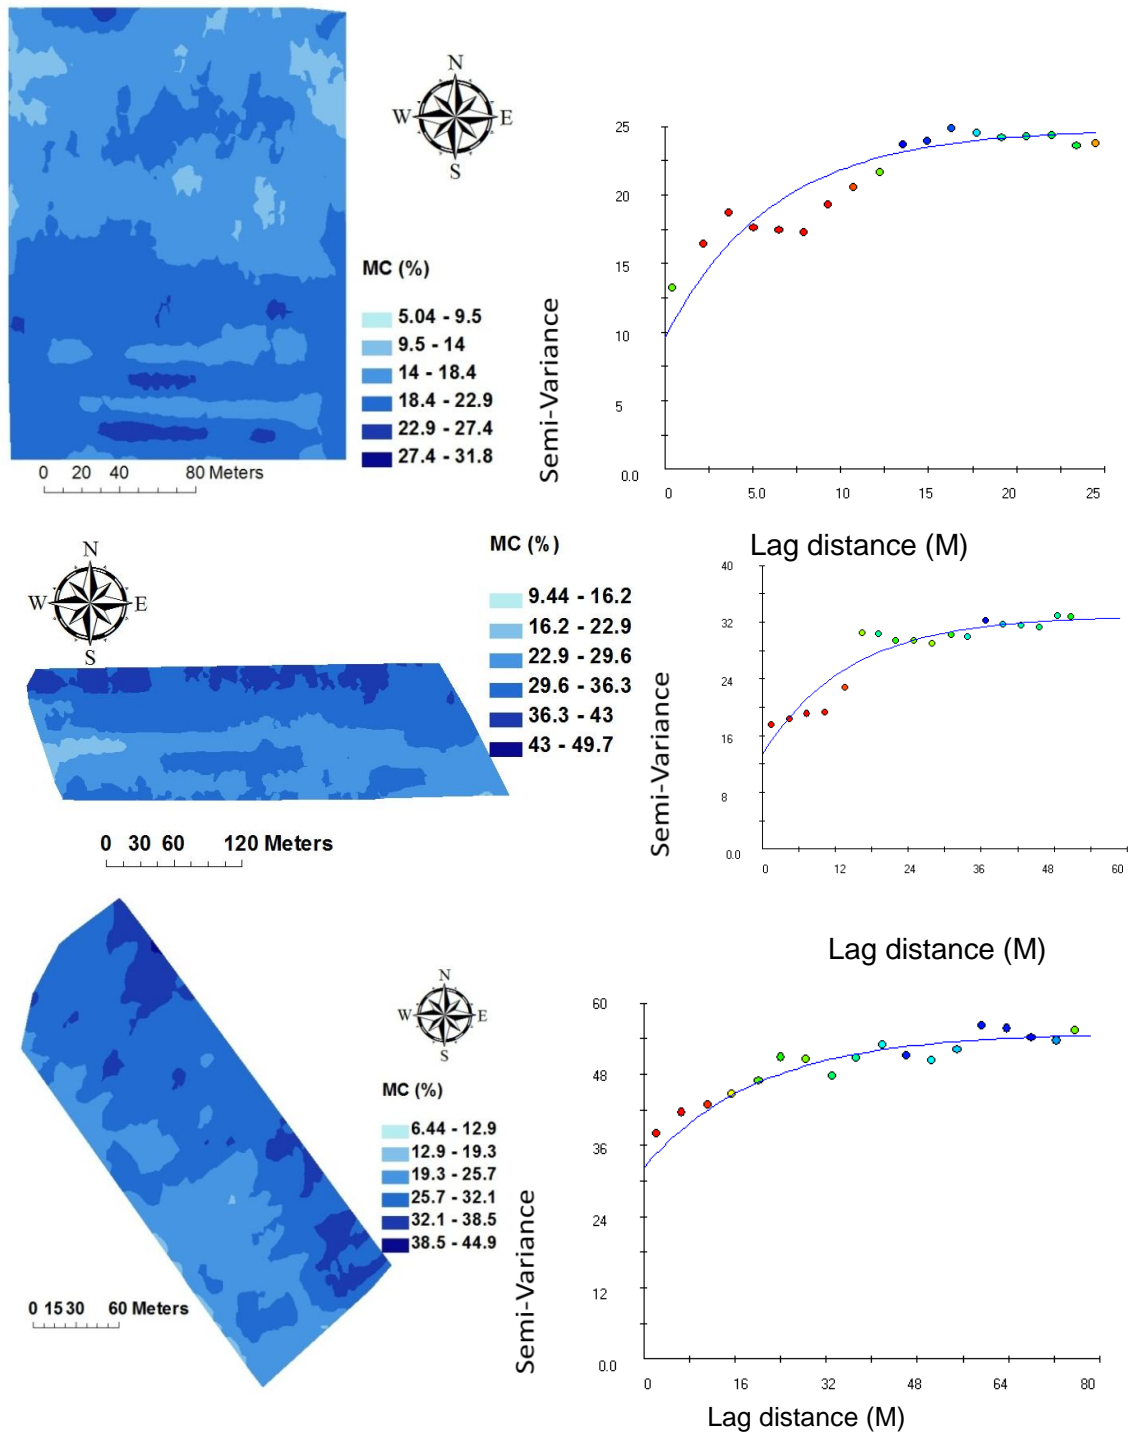 N
W E
S
MC (%)
5.04 - 9.5
9.5 - 14
14 - 18.4
18.4 - 22.9
22.9 - 27.4
27.4 - 31.8
0 20 40 80 Meters
Semi-Variance
25
20
15
10
5
0.0
0 5.0 10 15 20 25
Lag distance (M)
N
W E
S
MC (%)
9.44 - 16.2
16.2 - 22.9
22.9 - 29.6
29.6 - 36.3
36.3 - 43
43 - 49.7
0 30 60 120 Meters
Semi-Variance
40
32
24
16
8
0.0
0 12 24 36 48 60
Lag distance (M)
N
W E
S
MC (%)
6.44 - 12.9
12.9 - 19.3
19.3 - 25.7
25.7 - 32.1
32.1 - 38.5
38.5 - 44.9
0 15 30 60 Meters
Semi-Variance
60
48
36
24
12
0.0
0 16 32 48 64 80
Lag distance (M)